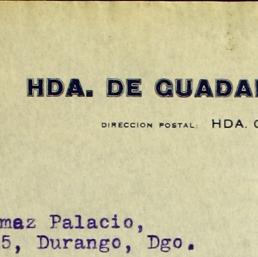 HDA. DE GUADA
DIRECCION POSTAL: HDA.
maz Palacio,
5, Durango, Dgo.